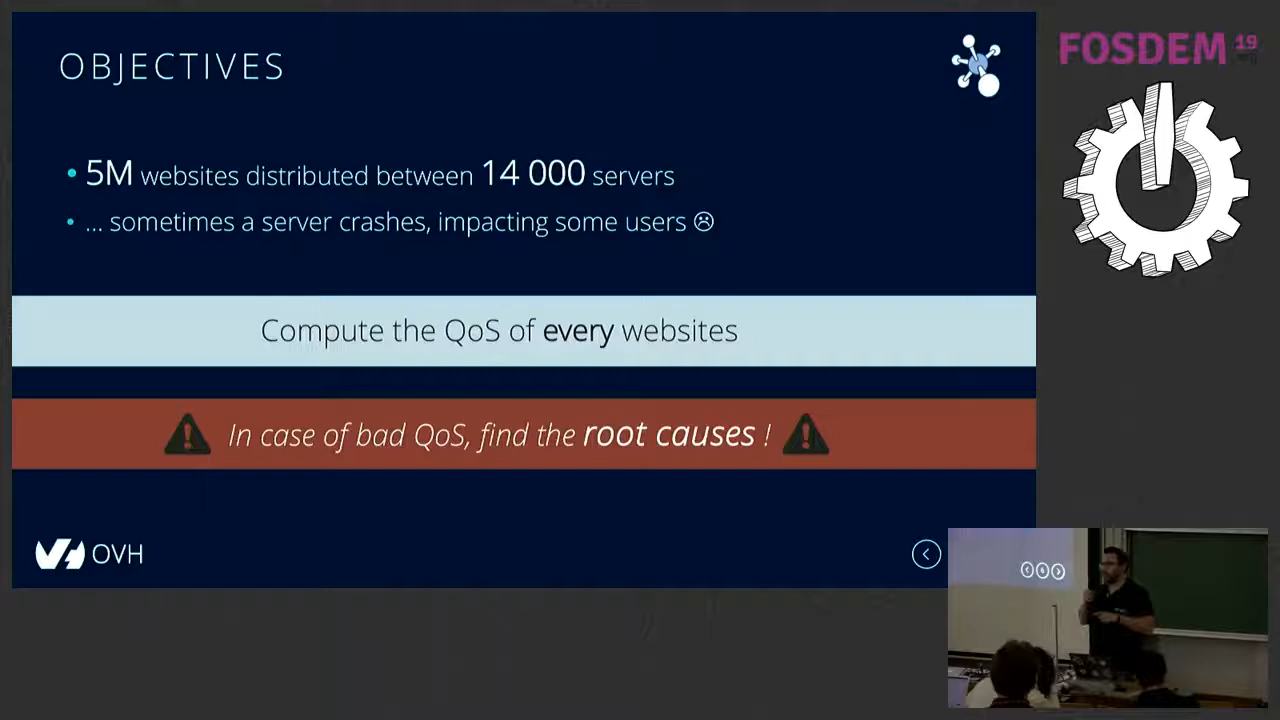 OBJECTIVES
FOSDEM 19
• 5M websites distributed between 14 000 servers
• ... sometimes a server crashes, impacting some users ☹
Compute the QoS of every websites
In case of bad QoS, find the root causes !
OVH